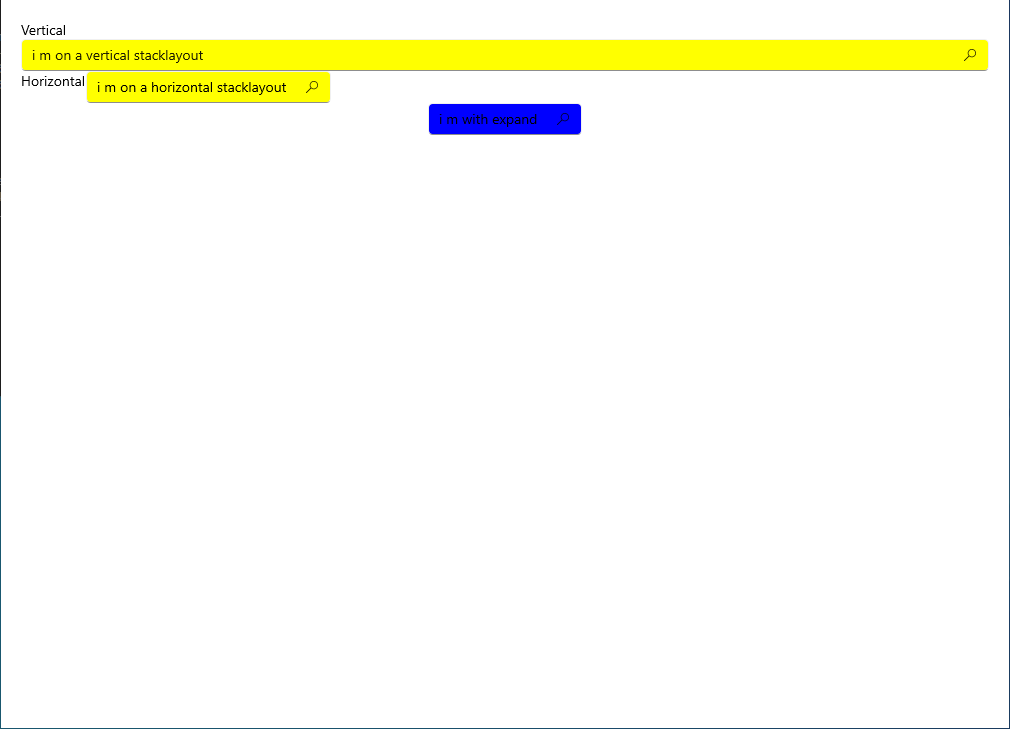 Vertical
i m on a vertical stacklayout
Horizontal i m on a horizontal stacklayout
i m with expand